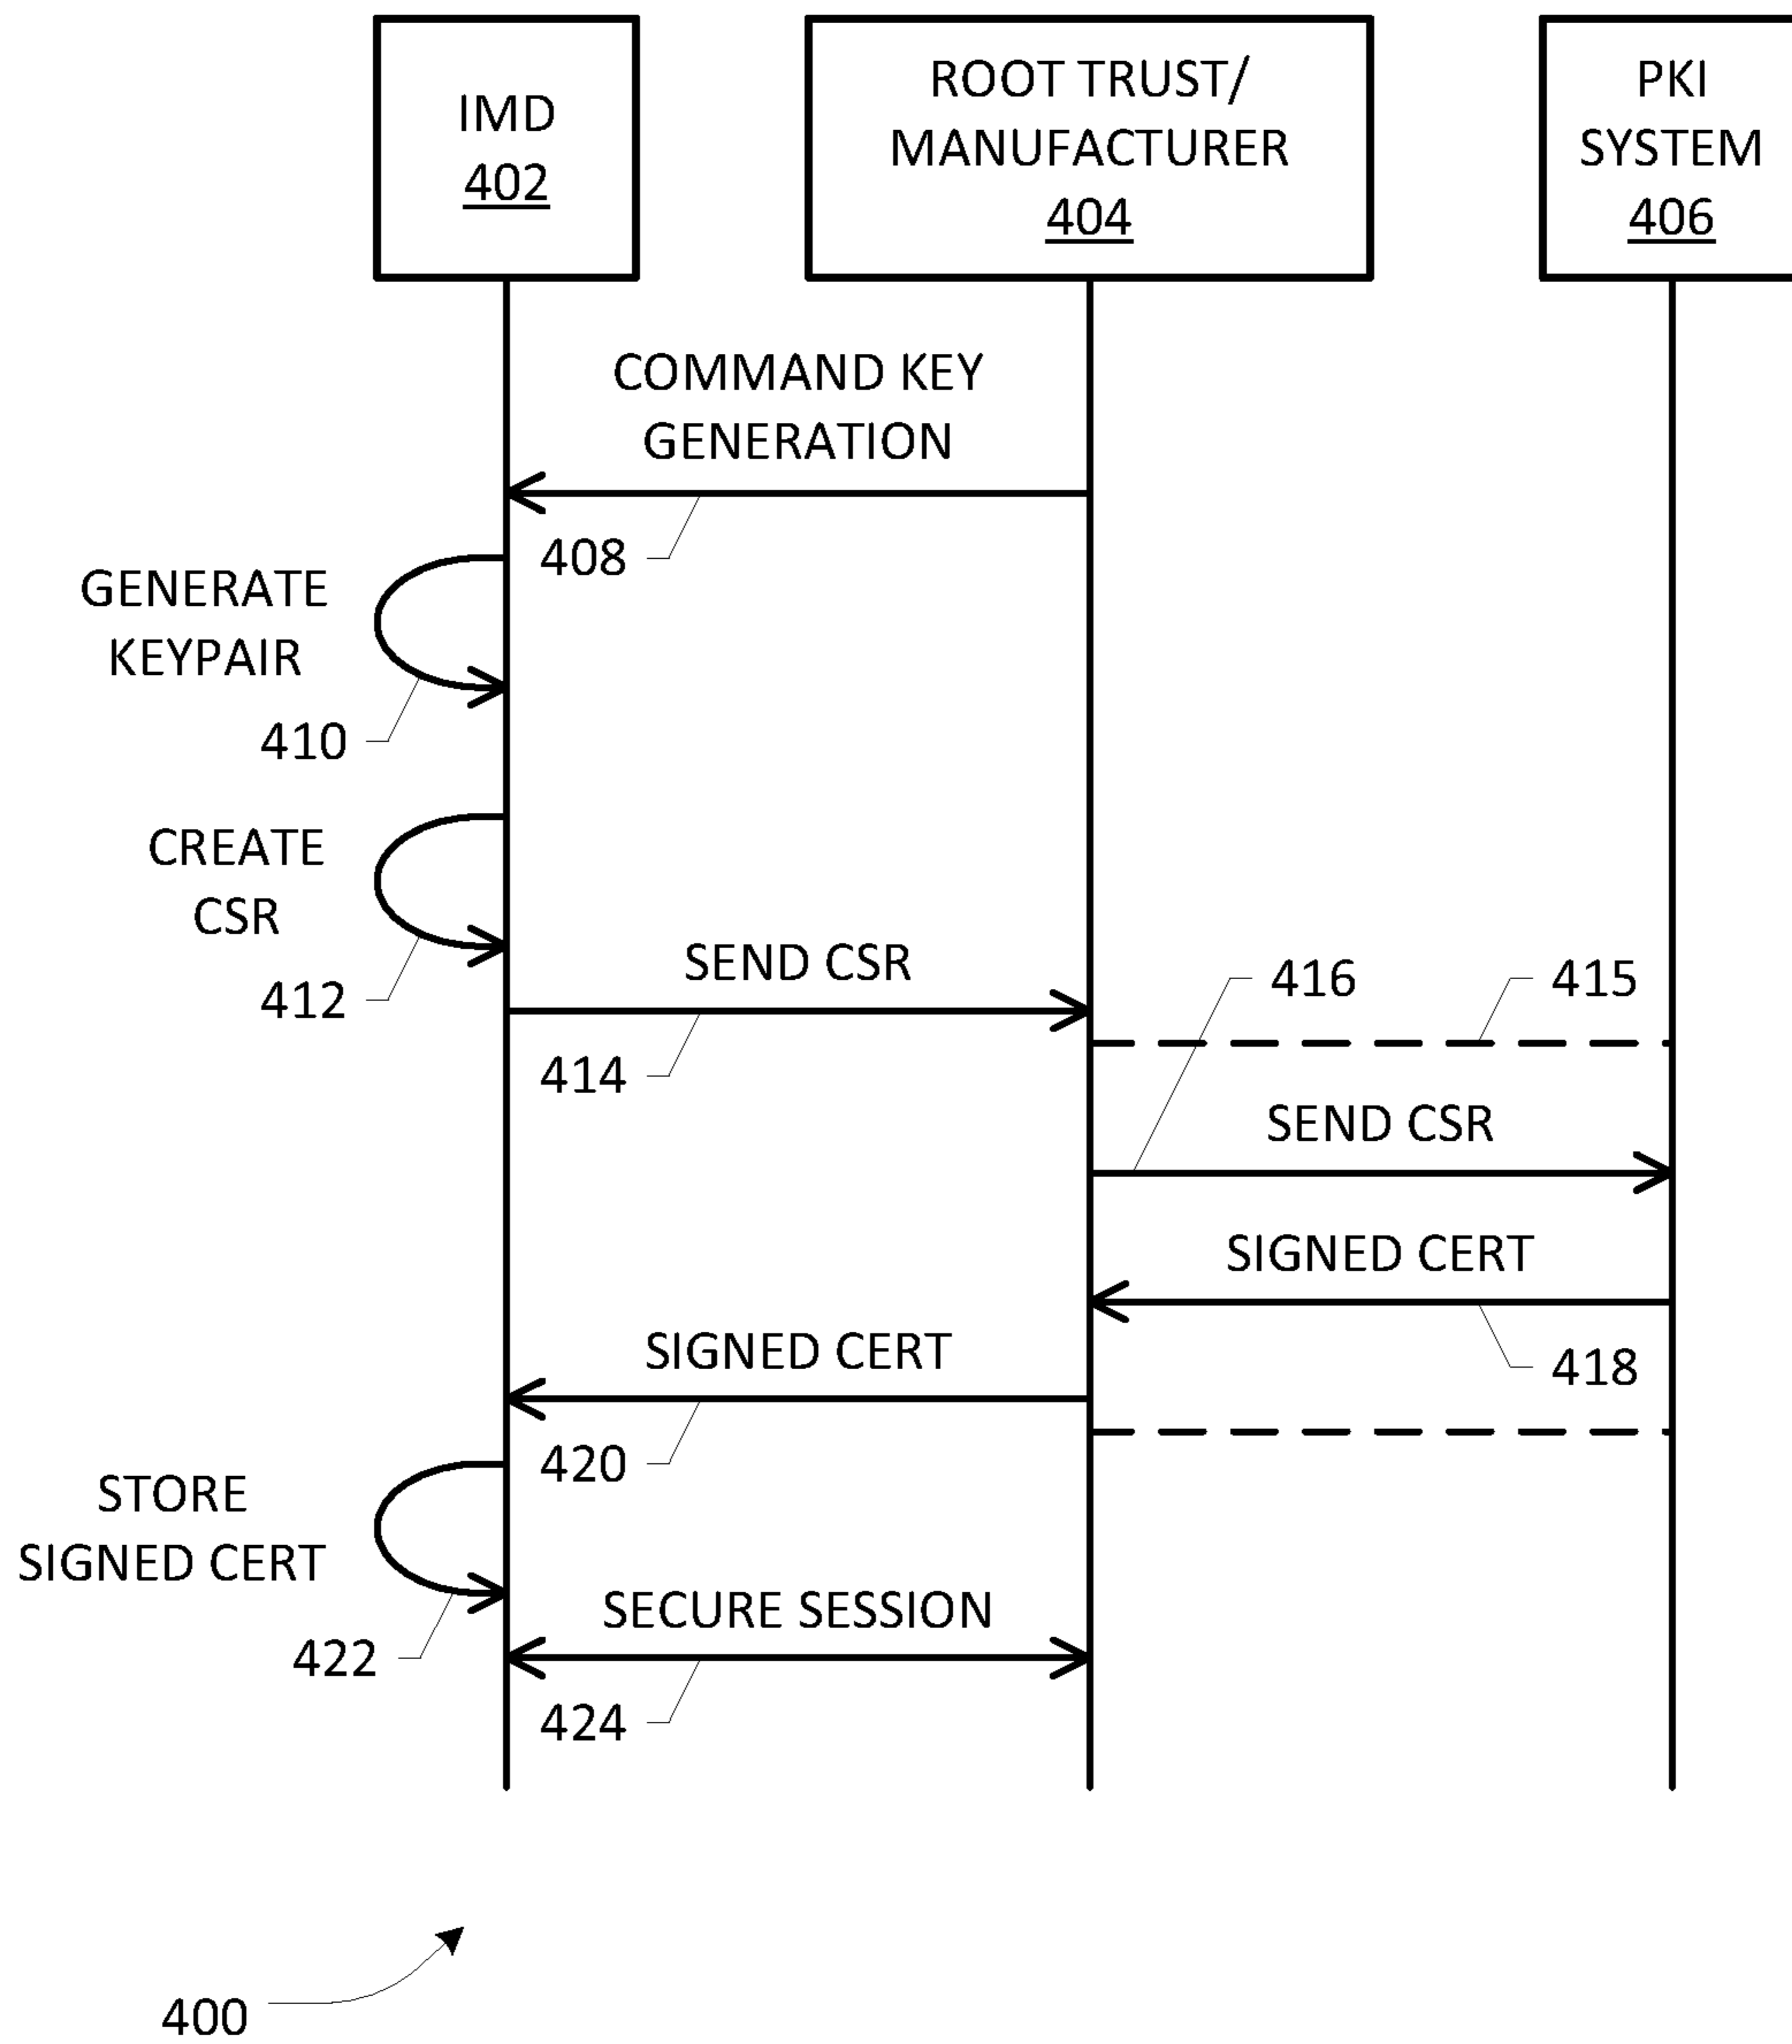 IMD
402
ROOT TRUST/
MANUFACTURER
404
PKI
SYSTEM
406
COMMAND KEY
GENERATION
408
GENERATE
KEYPAIR
410
CREATE
CSR
412
SEND CSR
414
416
415
SEND CSR
SIGNED CERT
418
SIGNED CERT
420
STORE
SIGNED CERT
422
SECURE SESSION
424
400